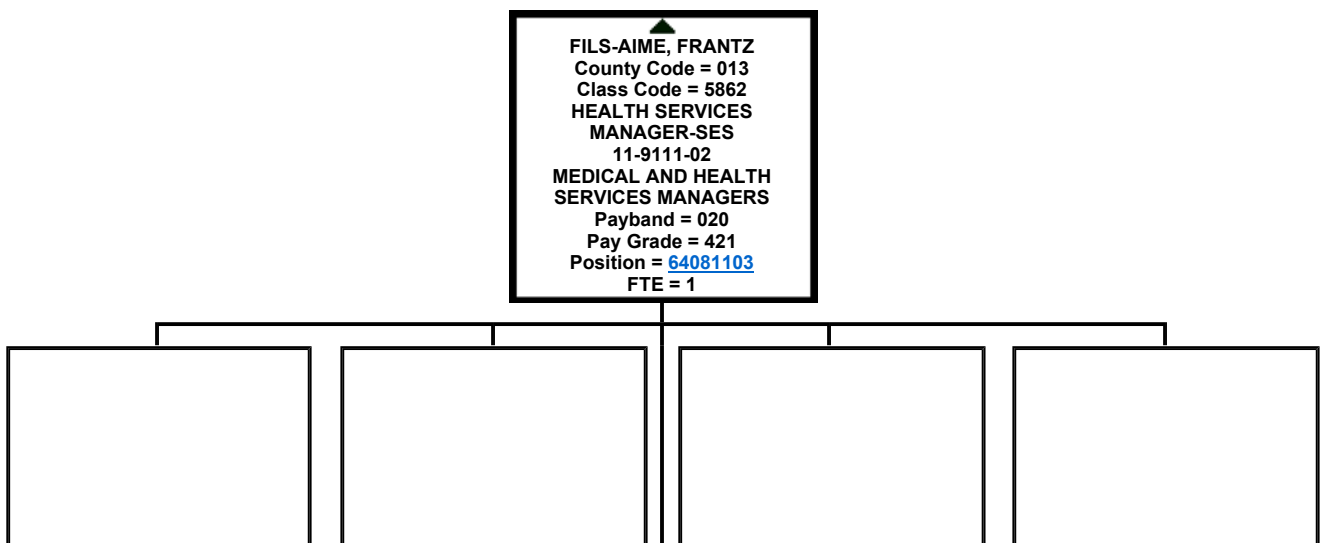 FILS-AIME, FRANTZ
County Code = 013
Class Code = 5862
HEALTH SERVICES
MANAGER-SES
11-9111-02
MEDICAL AND HEALTH
SERVICES MANAGERS
Payband = 020
Pay Grade = 421
Position = 64081103
FTE = 1